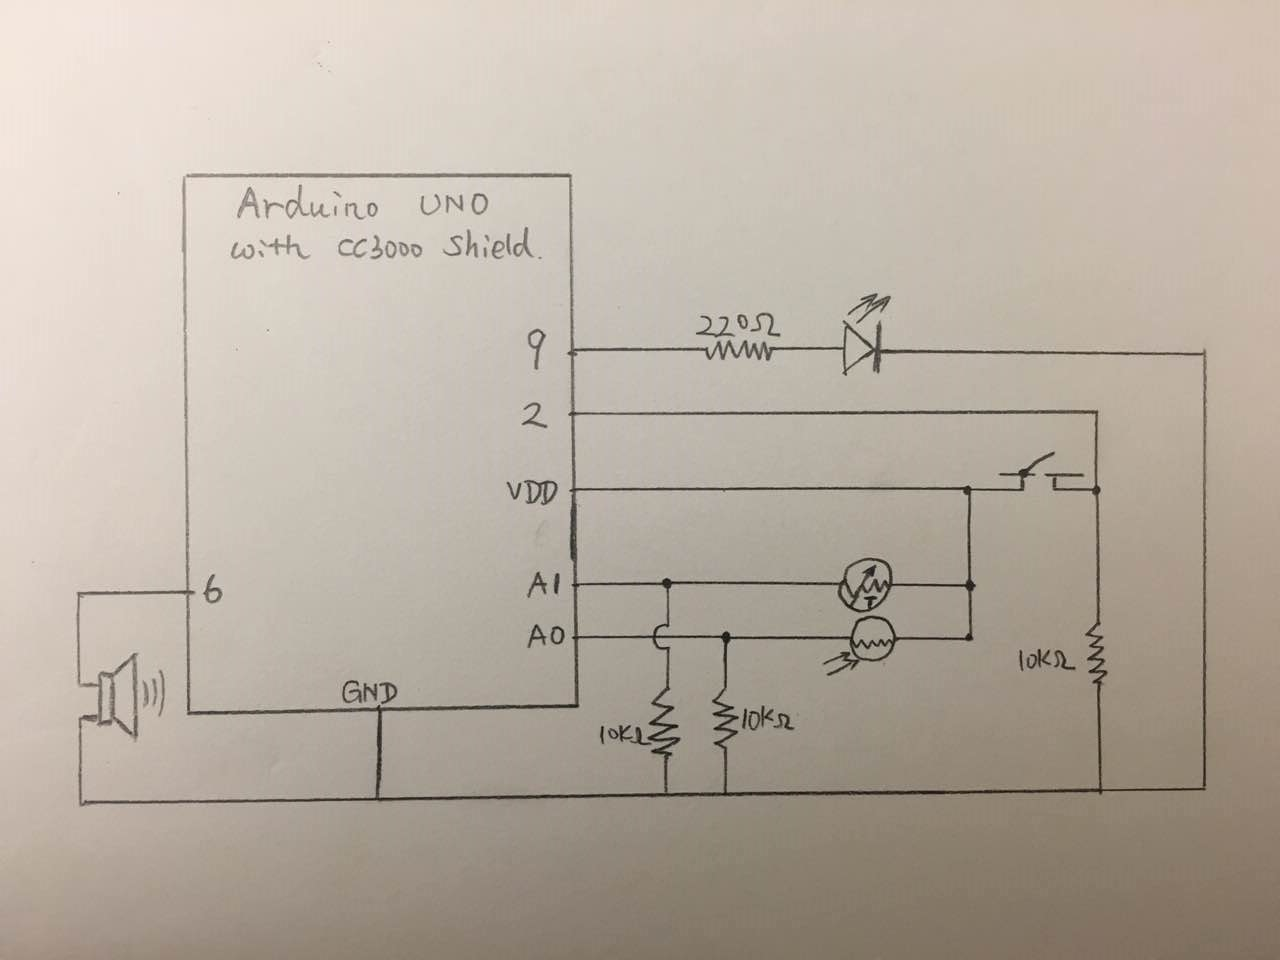 Arduino UNO
with CC3000 Shield.
220Ω
9
2
VDD
A1
T
A0
6
10KΩ
GND
10KΩ
10KΩ